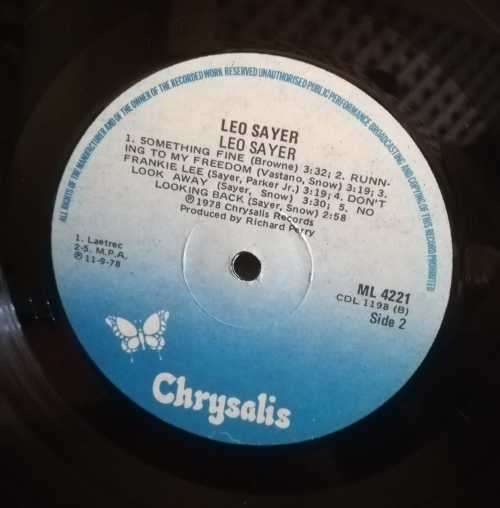 ALL RIGHTS OF THE MANUFACTURER AND OF THE OWNER OF THE RECORDED WORK RESERVED UNAUTHORISED PUBLIC PERFORMANCE BROADCASTING AND COPYING OF THIS RECORD PROHIBITED
LEO SAYER
LEO SAYER
1. SOMETHING FINE (Browne) 3:32; 2. RUNN-
ING TO MY FREEDOM (Vastano, Snow) 3:19; 3.
FRANKIE LEE (Sayer, Parker Jr.) 3:19; 4. DON'T
LOOK AWAY (Sayer, Snow) 3:30; 5. NO
LOOKING BACK (Sayer, Snow) 2:58
℗ 1978 Chrysalis Records
Produced by Richard Perry
1. Laetrec
2-5. M.P.A.
℗ 11-9-78
ML 4221
CDL 1198 (B)
Side 2
Chrysalis